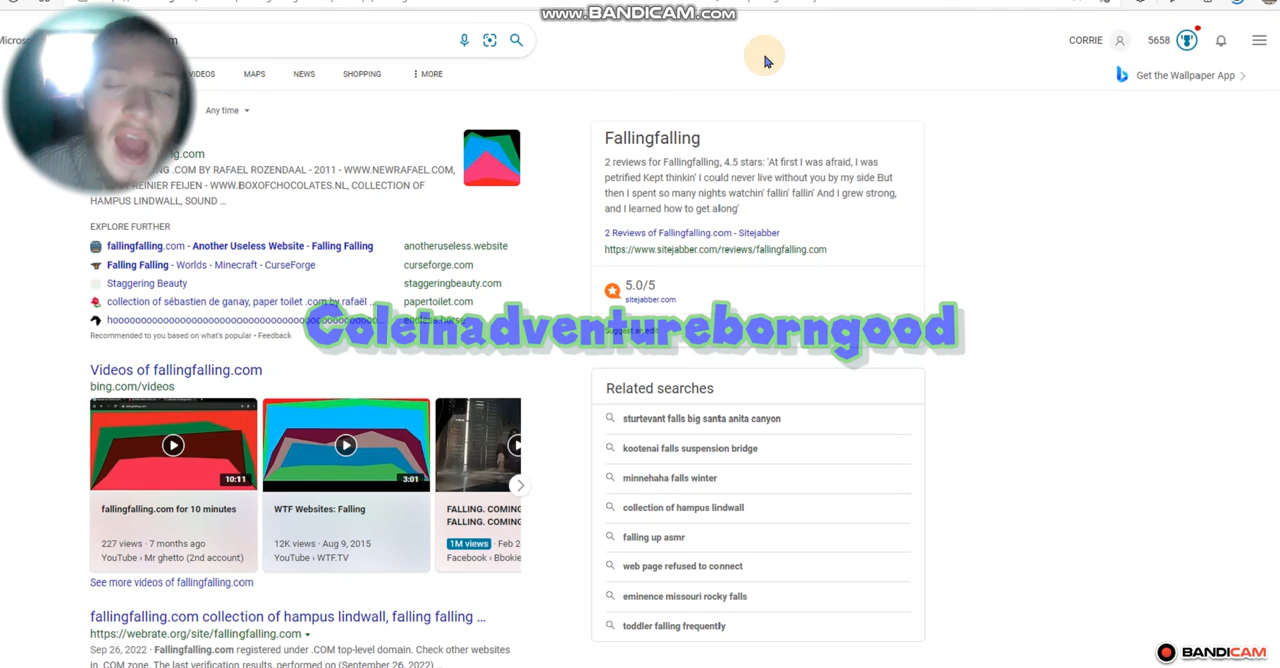 WWW.BANDICAM.COM
CORRIE
5658
VIDEOS
MAPS
NEWS
SHOPPING
MORE
Get the Wallpaper App
Any time
.COM BY RAFAEL ROZENDAAL - 2011 - WWW.NEWRAFAEL.COM,
REINIER FEIJEN - WWW.BOXOFCHOCOLATES.NL, COLLECTION OF
HAMPUS LINDWALL, SOUND ...
EXPLORE FURTHER
fallingfalling.com - Another Useless Website - Falling Falling
anotheruseless.website
Falling Falling - Worlds - Minecraft - CurseForge
curseforge.com
Staggering Beauty
staggeringbeauty.com
collection of sébastien de ganay, paper toilet .com by rafaël ...
papertoilet.com
endless.horse
Recommended to you based on what's popular • Feedback
Fallingfalling
2 reviews for Fallingfalling, 4.5 stars: 'At first I was afraid, I was
petrified Kept thinkin' I could never live without you by my side But
then I spent so many nights watchin' fallin' fallin' And I grew strong,
and I learned how to get along'
2 Reviews of Fallingfalling.com - Sitejabber
https://www.sitejabber.com/reviews/fallingfalling.com
5.0/5
sitejabber.com
Suggest an edit
Coleinadventureborngood
Videos of fallingfalling.com
bing.com/videos
10:11
3:01
fallingfalling.com for 10 minutes
227 views · 7 months ago
YouTube › Mr ghetto (2nd account)
WTF Websites: Falling
12K views · Aug 9, 2015
YouTube › WTF.TV
FALLING. COMING
FALLING. COMING
1M views · Feb 2
Facebook › Bbokie
See more videos of fallingfalling.com
fallingfalling.com collection of hampus lindwall, falling falling ...
https://webrate.org/site/fallingfalling.com
Sep 26, 2022 · Fallingfalling.com registered under .COM top-level domain. Check other websites
in .COM zone. The last verification results, performed on (September 26, 2022)
Related searches
sturtevant falls big santa anita canyon
kootenai falls suspension bridge
minnehaha falls winter
collection of hampus lindwall
falling up asmr
web page refused to connect
eminence missouri rocky falls
toddler falling frequently
BANDICAM